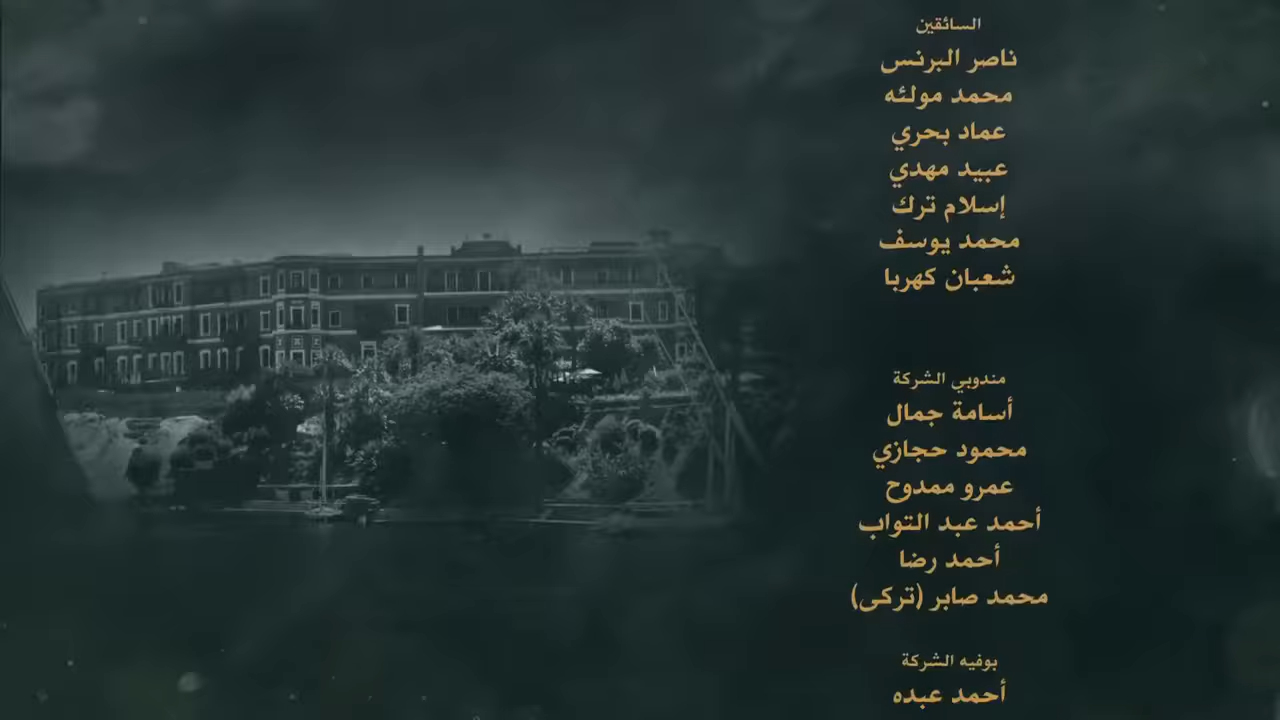 السائقين
ناصر البرنس
محمد مولئه
عماد بحري
عبيد مهدي
إسلام ترك
محمد يوسف
شعبان كهربا
مندوبي الشركة
أسامة جمال
محمود حجازي
عمرو ممدوح
أحمد عبد التواب
أحمد رضا
محمد صابر (تركى)
بوفيه الشركة
أحمد عبده